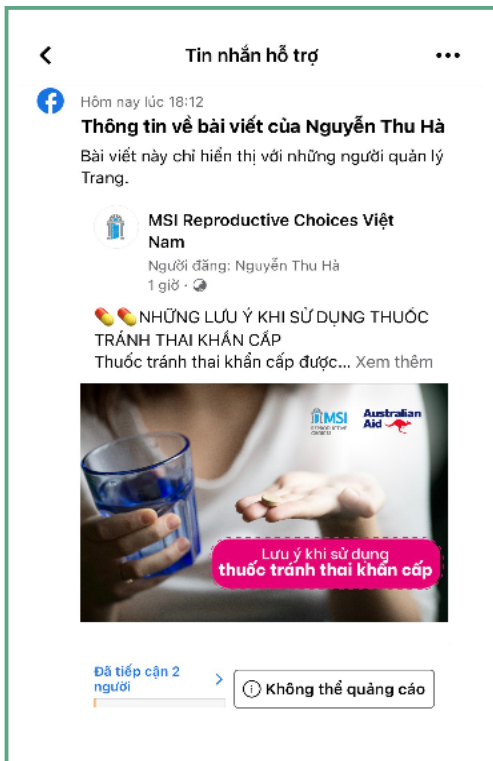 Tin nhắn hỗ trợ
Hôm nay lúc 18:12
Thông tin về bài viết của Nguyễn Thu Hà
Bài viết này chỉ hiển thị với những người quản lý
Trang.
MSI Reproductive Choices Việt
Nam
Người đăng: Nguyễn Thu Hà
1 giờ ·
💊💊NHỮNG LƯU Ý KHI SỬ DỤNG THUỐC
TRÁNH THAI KHẨN CẤP
Thuốc tránh thai khẩn cấp được... Xem thêm
MSI
REPRODUCTIVE
CHOICES
Australian
Aid
Lưu ý khi sử dụng
thuốc tránh thai khẩn cấp
Đã tiếp cận 2
người
Không thể quảng cáo